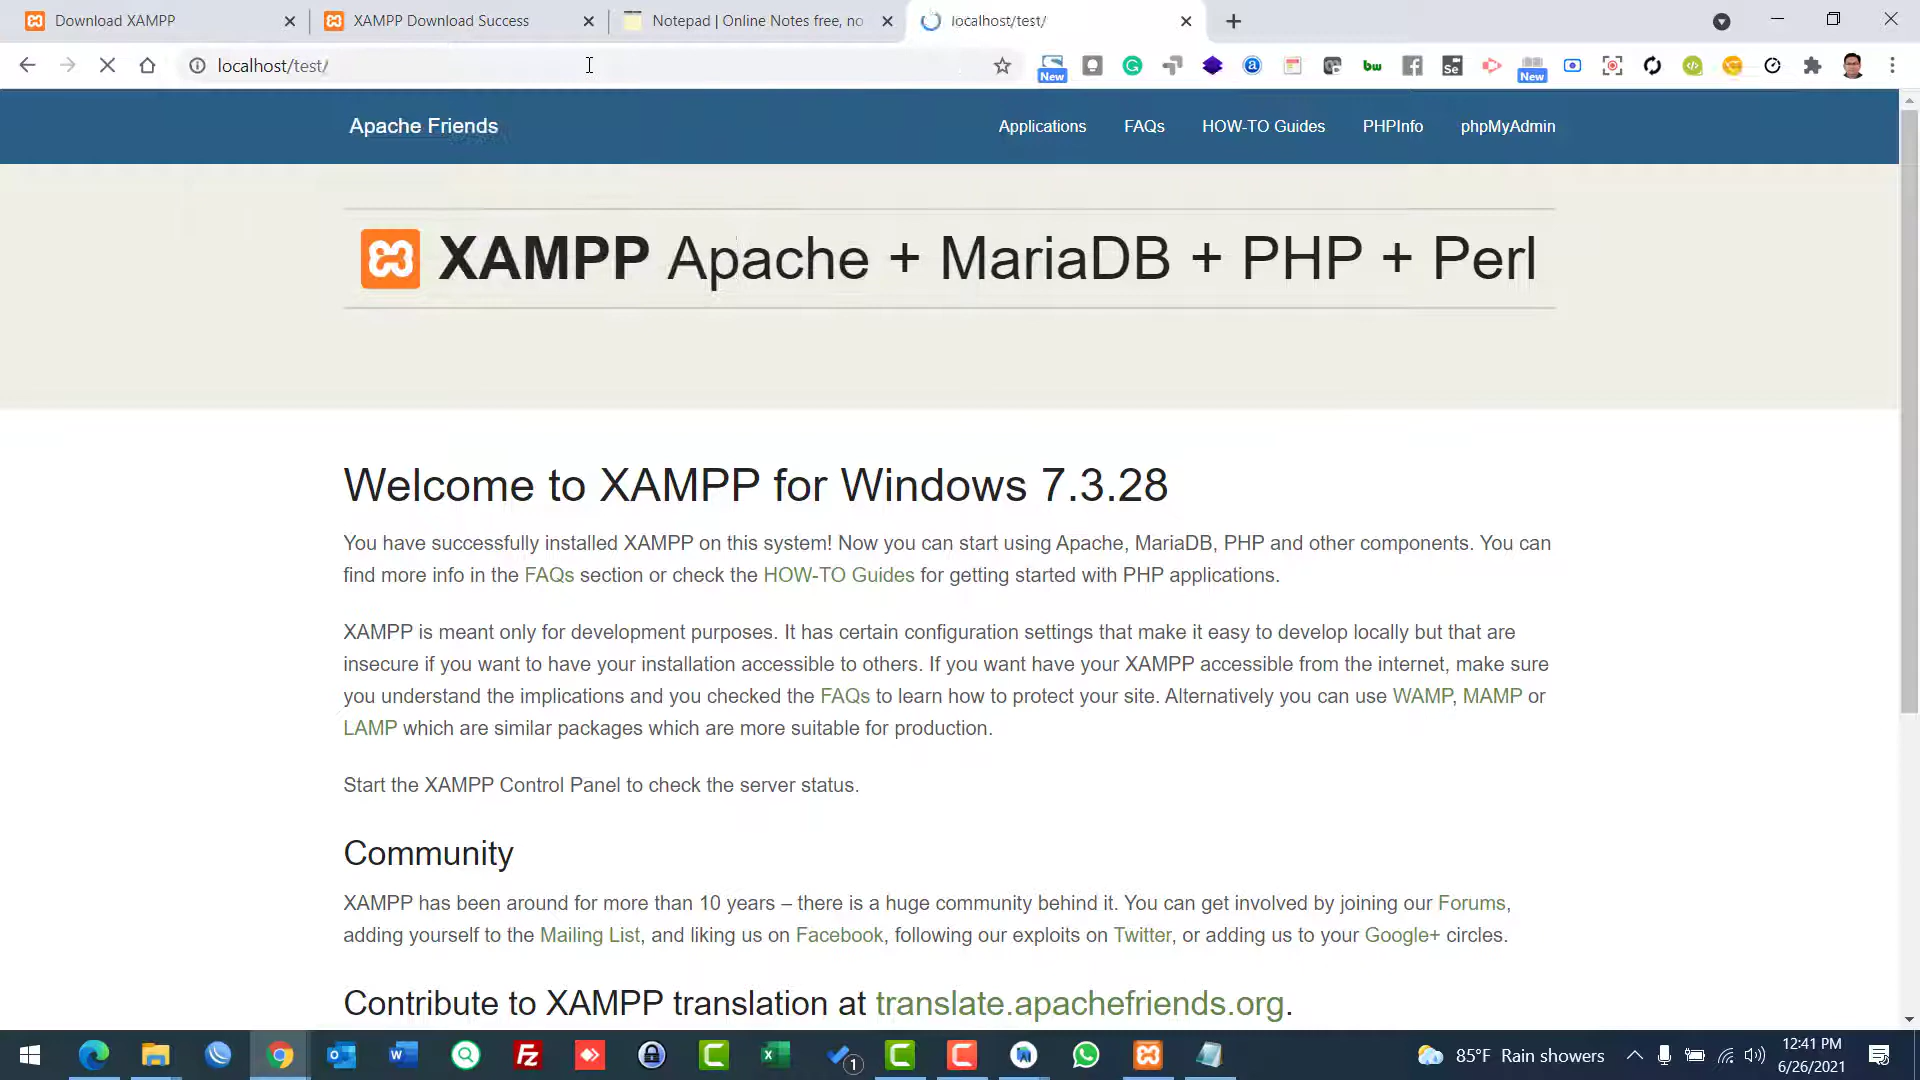 Download XAMPP
XAMPP Download Success
Notepad | Online Notes free, no
localhost/test/
localhost/test/
New
New
bw
Se
Apache Friends
Applications
FAQs
HOW-TO Guides
PHPInfo
phpMyAdmin
XAMPP Apache + MariaDB + PHP + Perl
Welcome to XAMPP for Windows 7.3.28
You have successfully installed XAMPP on this system! Now you can start using Apache, MariaDB, PHP and other components. You can
find more info in the FAQs section or check the HOW-TO Guides for getting started with PHP applications.
XAMPP is meant only for development purposes. It has certain configuration settings that make it easy to develop locally but that are
insecure if you want to have your installation accessible to others. If you want have your XAMPP accessible from the internet, make sure
you understand the implications and you checked the FAQs to learn how to protect your site. Alternatively you can use WAMP, MAMP or
LAMP which are similar packages which are more suitable for production.
Start the XAMPP Control Panel to check the server status.
Community
XAMPP has been around for more than 10 years – there is a huge community behind it. You can get involved by joining our Forums,
adding yourself to the Mailing List, and liking us on Facebook, following our exploits on Twitter, or adding us to your Google+ circles.
Contribute to XAMPP translation at translate.apachefriends.org.
1
85°F Rain showers
12:41 PM
6/26/2021